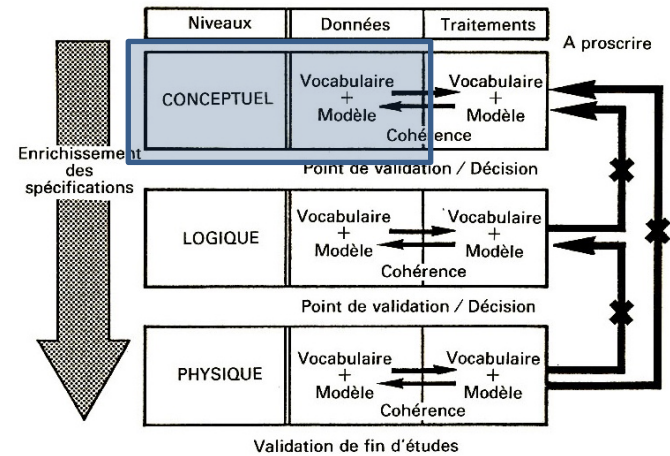 Niveaux Données Traitements
A proscrire
CONCEPTUEL
Vocabulaire
+
Modèle
Vocabulaire
+
Modèle
Cohérence
Enrichissement
des
spécifications
Point de validation / Décision
LOGIQUE
Vocabulaire
+
Modèle
Vocabulaire
+
Modèle
Cohérence
Point de validation / Décision
PHYSIQUE
Vocabulaire
+
Modèle
Vocabulaire
+
Modèle
Cohérence
Validation de fin d'études